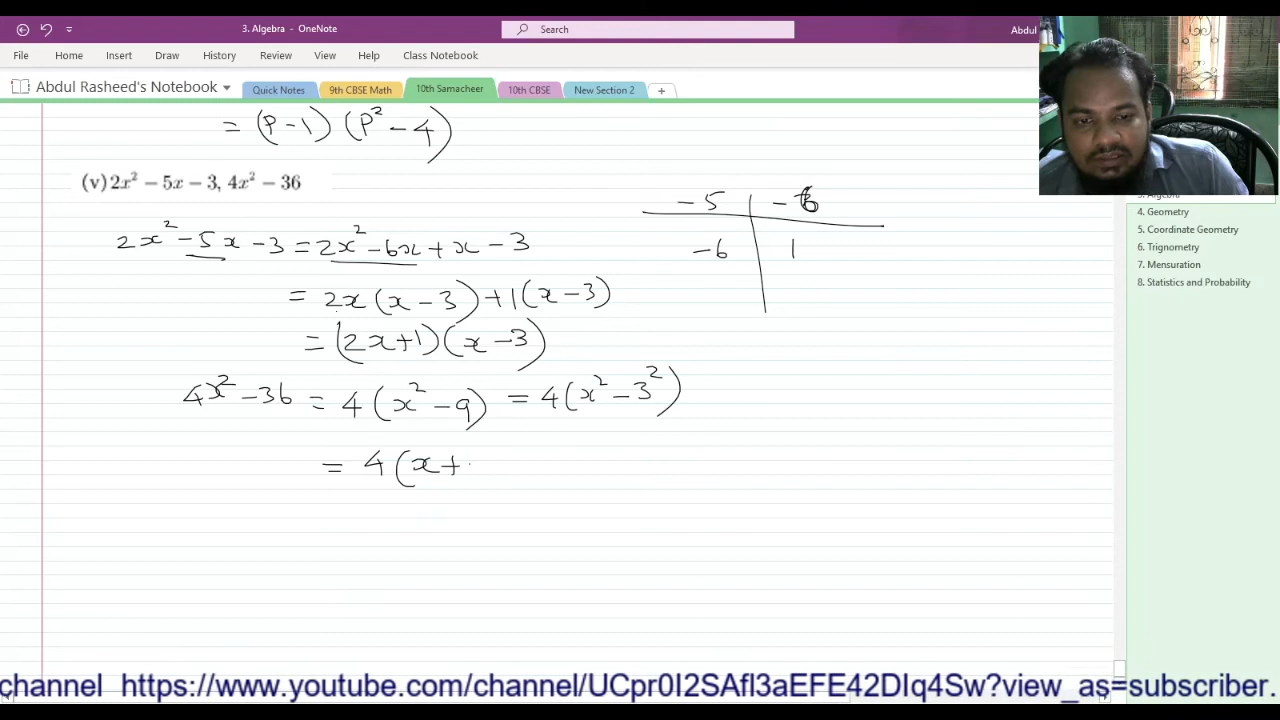 3. Algebra - OneNote
Search
Abdul
File Home Insert Draw History Review View Help Class Notebook
Abdul Rasheed's Notebook
Quick Notes 9th CBSE Math 10th Samacheer 10th CBSE New Section 2 +
= (P-1) (P² - 4)
(v) 2x² − 5x − 3, 4x² − 36
-5 | -6
2x² -5x -3 = 2x² -6x + x - 3
-6 | 1
= 2x(x-3) + 1(x-3)
= (2x+1)(x-3)
4x² -36 = 4(x² -9) = 4(x² - 3²)
= 4(x+
3. Algebra
4. Geometry
5. Coordinate Geometry
6. Trignometry
7. Mensuration
8. Statistics and Probability
channel https://www.youtube.com/channel/UCpr0I2SAfl3aEFE42DIq4Sw?view_as=subscriber.